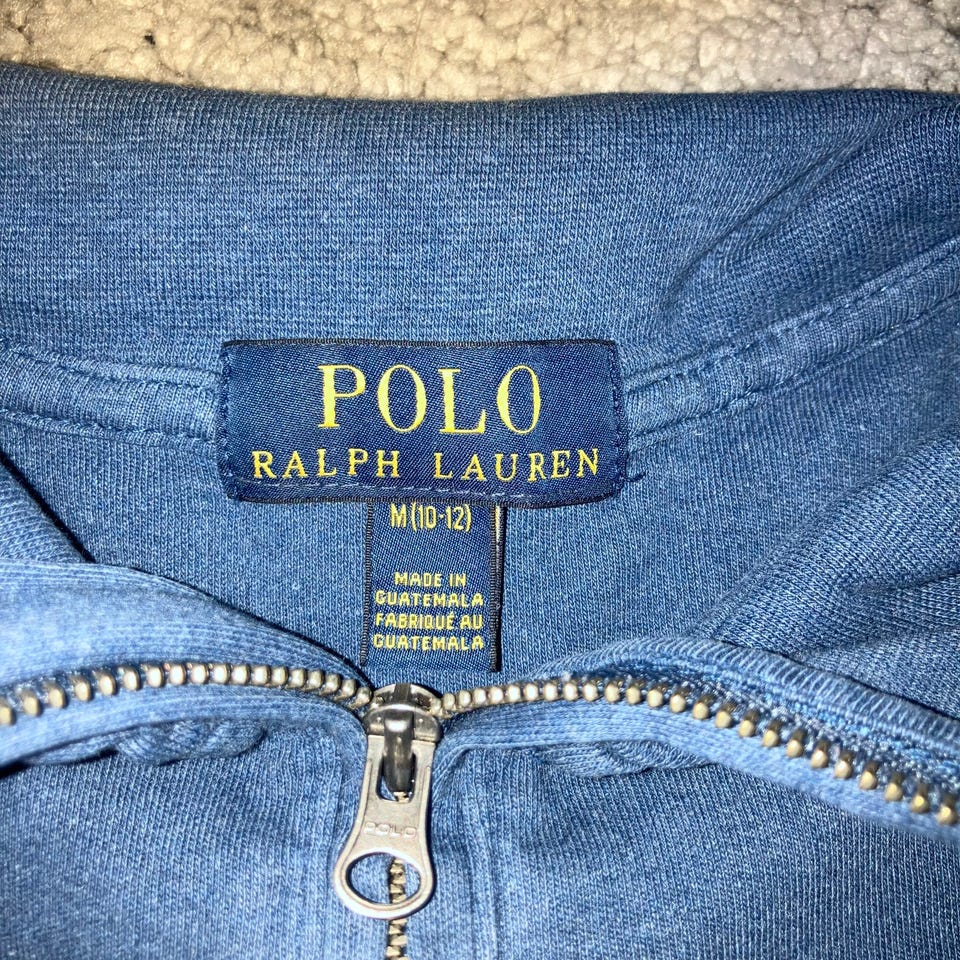 POLO
RALPH LAUREN
M(10-12)
MADE IN
GUATEMALA
FABRIQUÉ AU
GUATEMALA
POLO